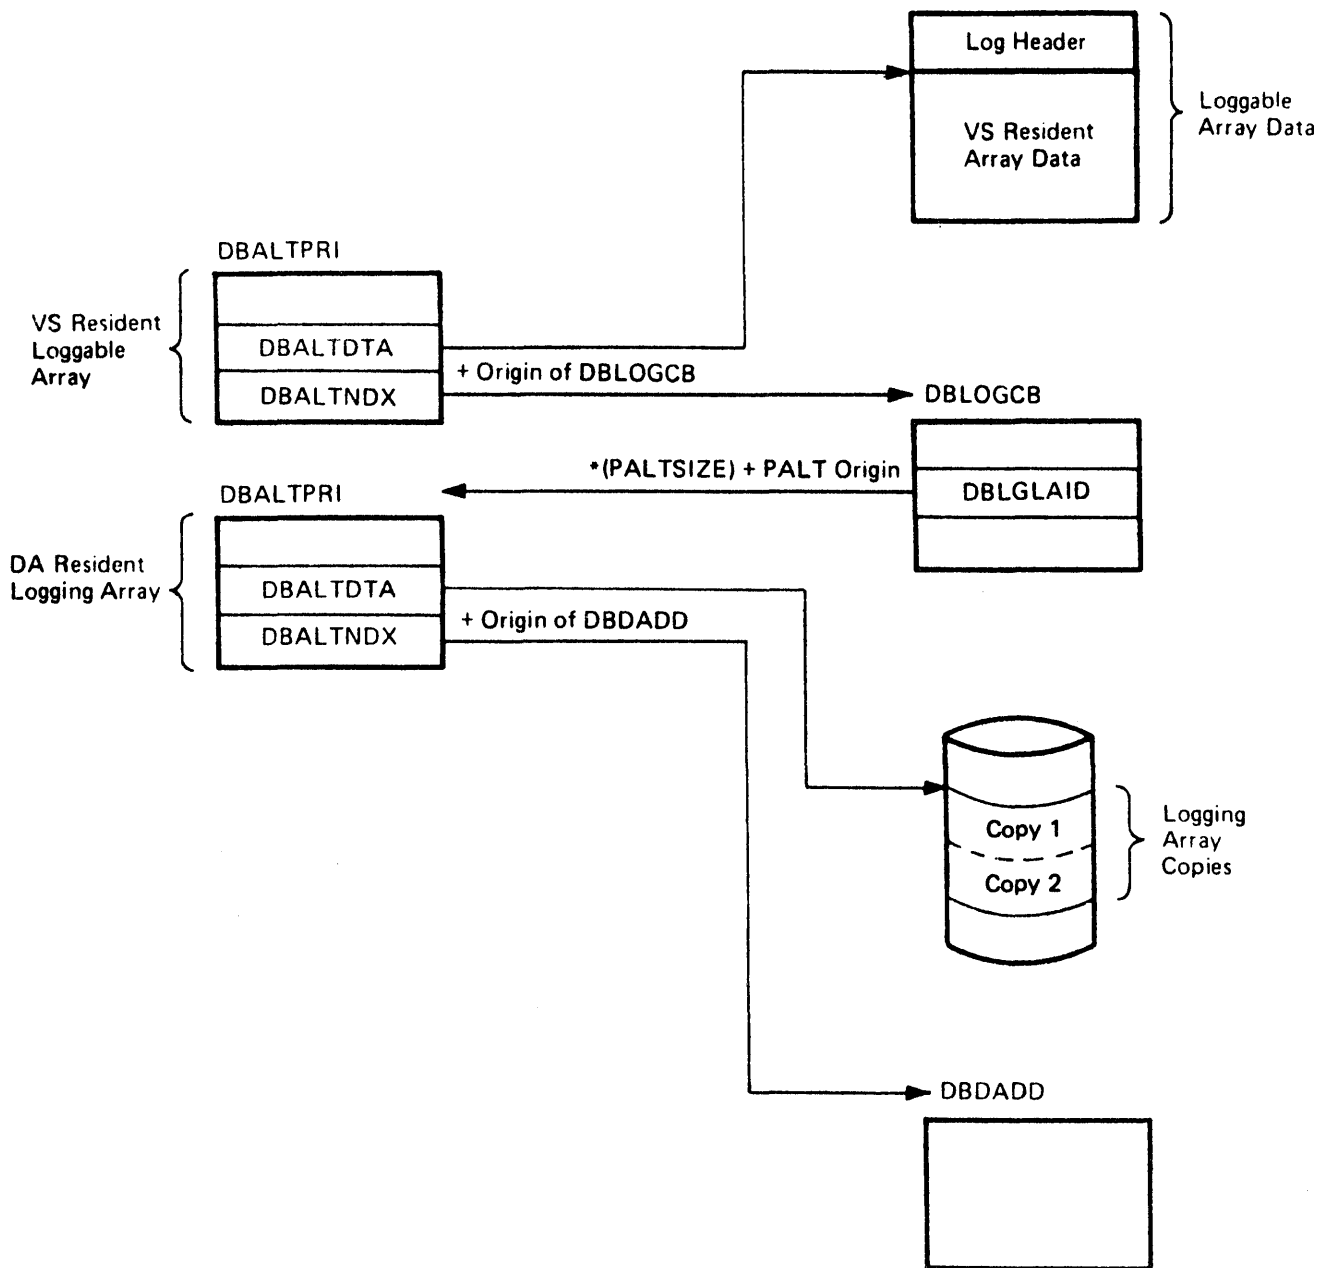 Log Header
VS Resident
Array Data
Loggable
Array Data
DBALTPRI
VS Resident
Loggable
Array
DBALTDTA
DBALTNDX
+ Origin of DBLOGCB
DBLOGCB
*(PALTSIZE) + PALT Origin
DBLGLAID
DBALTPRI
DA Resident
Logging Array
DBALTDTA
DBALTNDX
+ Origin of DBDADD
Copy 1
Copy 2
Logging
Array
Copies
DBDADD